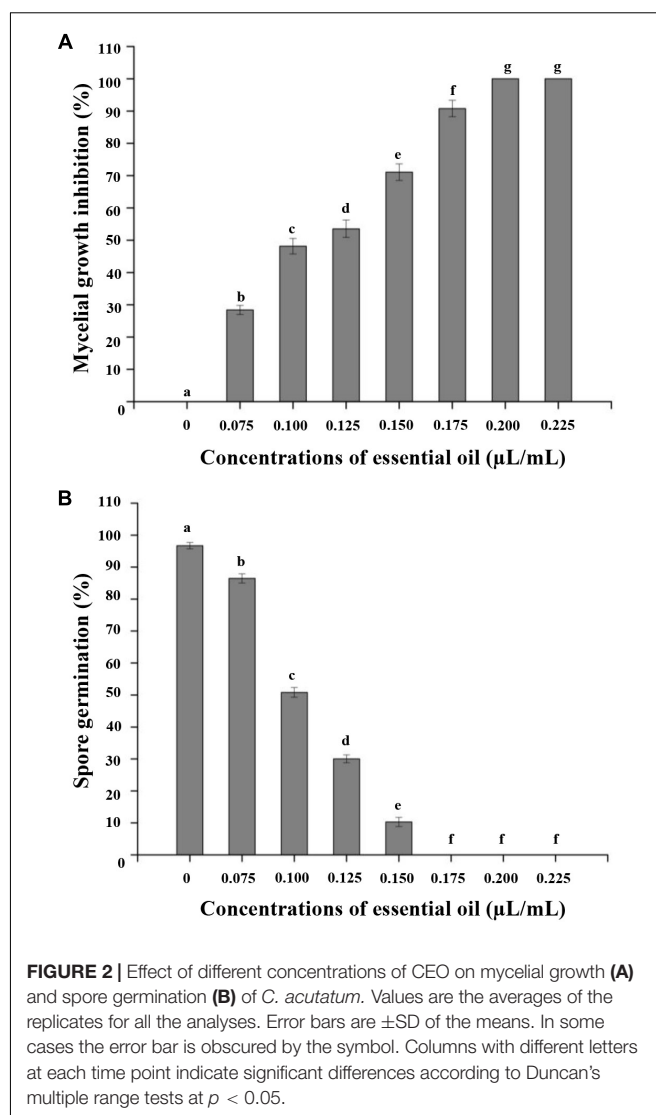 A
110
100
90
80
70
60
50
40
30
20
10
0
Mycelial growth inhibition (%)
a
b
c
d
e
f
g
g
0 0.075 0.100 0.125 0.150 0.175 0.200 0.225
Concentrations of essential oil (µL/mL)
B
110
100
90
80
70
60
50
40
30
20
10
0
Spore germination (%)
a
b
c
d
e
f f f
0 0.075 0.100 0.125 0.150 0.175 0.200 0.225
Concentrations of essential oil (µL/mL)
FIGURE 2 | Effect of different concentrations of CEO on mycelial growth (A)
and spore germination (B) of C. acutatum. Values are the averages of the
replicates for all the analyses. Error bars are ±SD of the means. In some
cases the error bar is obscured by the symbol. Columns with different letters
at each time point indicate significant differences according to Duncan's
multiple range tests at p < 0.05.